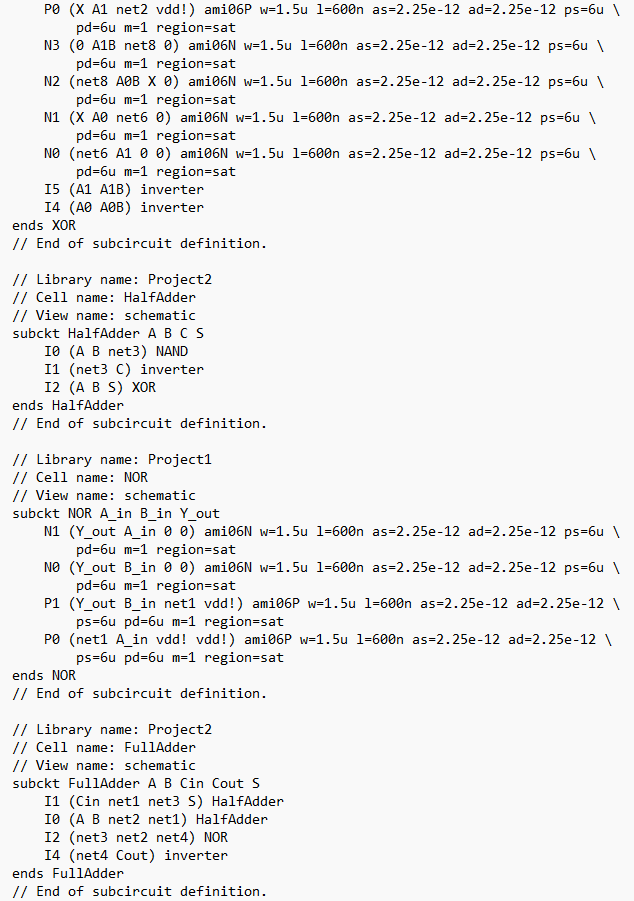 P0 (X A1 net2 vdd!) ami06P w=1.5u l=600n as=2.25e-12 ad=2.25e-12 ps=6u \
pd=6u m=1 region=sat
N3 (0 A1B net8 0) ami06N w=1.5u l=600n as=2.25e-12 ad=2.25e-12 ps=6u \
pd=6u m=1 region=sat
N2 (net8 A0B X 0) ami06N w=1.5u l=600n as=2.25e-12 ad=2.25e-12 ps=6u \
pd=6u m=1 region=sat
N1 (X A0 net6 0) ami06N w=1.5u l=600n as=2.25e-12 ad=2.25e-12 ps=6u \
pd=6u m=1 region=sat
N0 (net6 A1 0 0) ami06N w=1.5u l=600n as=2.25e-12 ad=2.25e-12 ps=6u \
pd=6u m=1 region=sat
I5 (A1 A1B) inverter
I4 (A0 A0B) inverter
ends XOR
// End of subcircuit definition.
// Library name: Project2
// Cell name: HalfAdder
// View name: schematic
subckt HalfAdder A B C S
I0 (A B net3) NAND
I1 (net3 C) inverter
I2 (A B S) XOR
ends HalfAdder
// End of subcircuit definition.
// Library name: Project1
// Cell name: NOR
// View name: schematic
subckt NOR A_in B_in Y_out
N1 (Y_out A_in 0 0) ami06N w=1.5u l=600n as=2.25e-12 ad=2.25e-12 ps=6u \
pd=6u m=1 region=sat
N0 (Y_out B_in 0 0) ami06N w=1.5u l=600n as=2.25e-12 ad=2.25e-12 ps=6u \
pd=6u m=1 region=sat
P1 (Y_out B_in net1 vdd!) ami06P w=1.5u l=600n as=2.25e-12 ad=2.25e-12 \
ps=6u pd=6u m=1 region=sat
P0 (net1 A_in vdd! vdd!) ami06P w=1.5u l=600n as=2.25e-12 ad=2.25e-12 \
ps=6u pd=6u m=1 region=sat
ends NOR
// End of subcircuit definition.
// Library name: Project2
// Cell name: FullAdder
// View name: schematic
subckt FullAdder A B Cin Cout S
I1 (Cin net1 net3 S) HalfAdder
I0 (A B net2 net1) HalfAdder
I2 (net3 net2 net4) NOR
I4 (net4 Cout) inverter
ends FullAdder
// End of subcircuit definition.